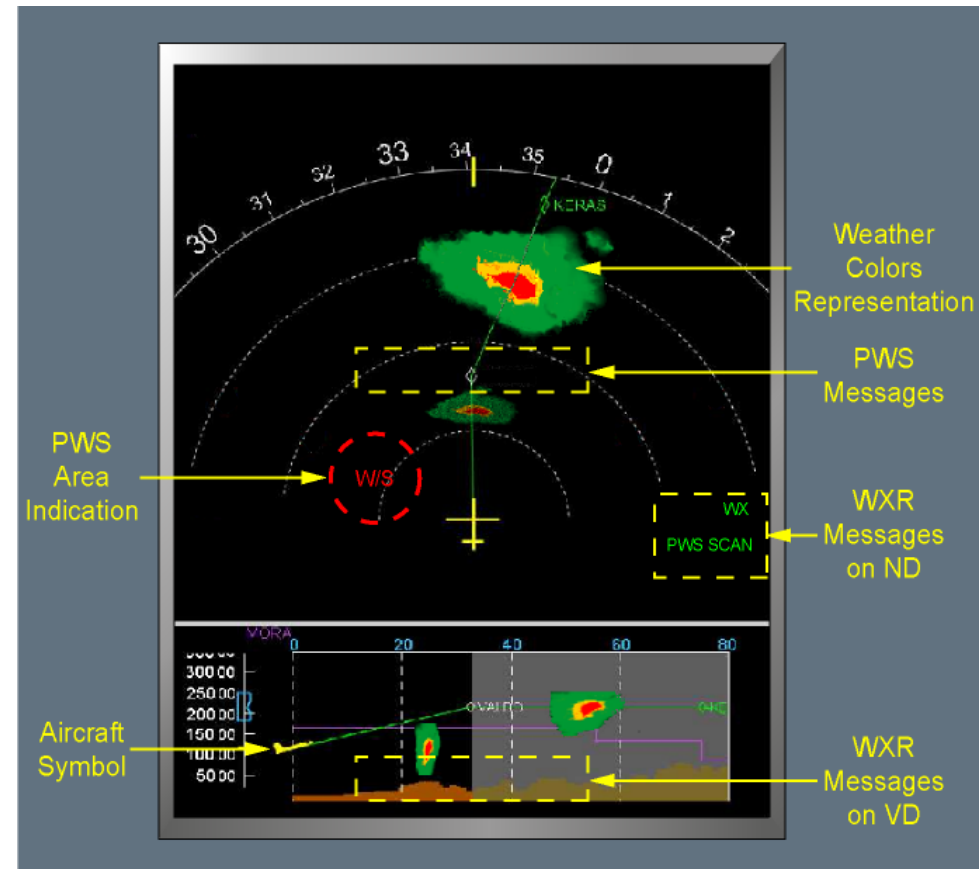 33
34
35
0
32
31
1
30
2
KERAS
Weather
Colors
Representation
PWS
Messages
PWS
Area
Indication
W/S
WX
PWS SCAN
WXR
Messages
on ND
MORA
0
20
40
60
80
300 00
250 00
200 00
150 00
100 00
50 00
Aircraft
Symbol
WXR
Messages
on VD